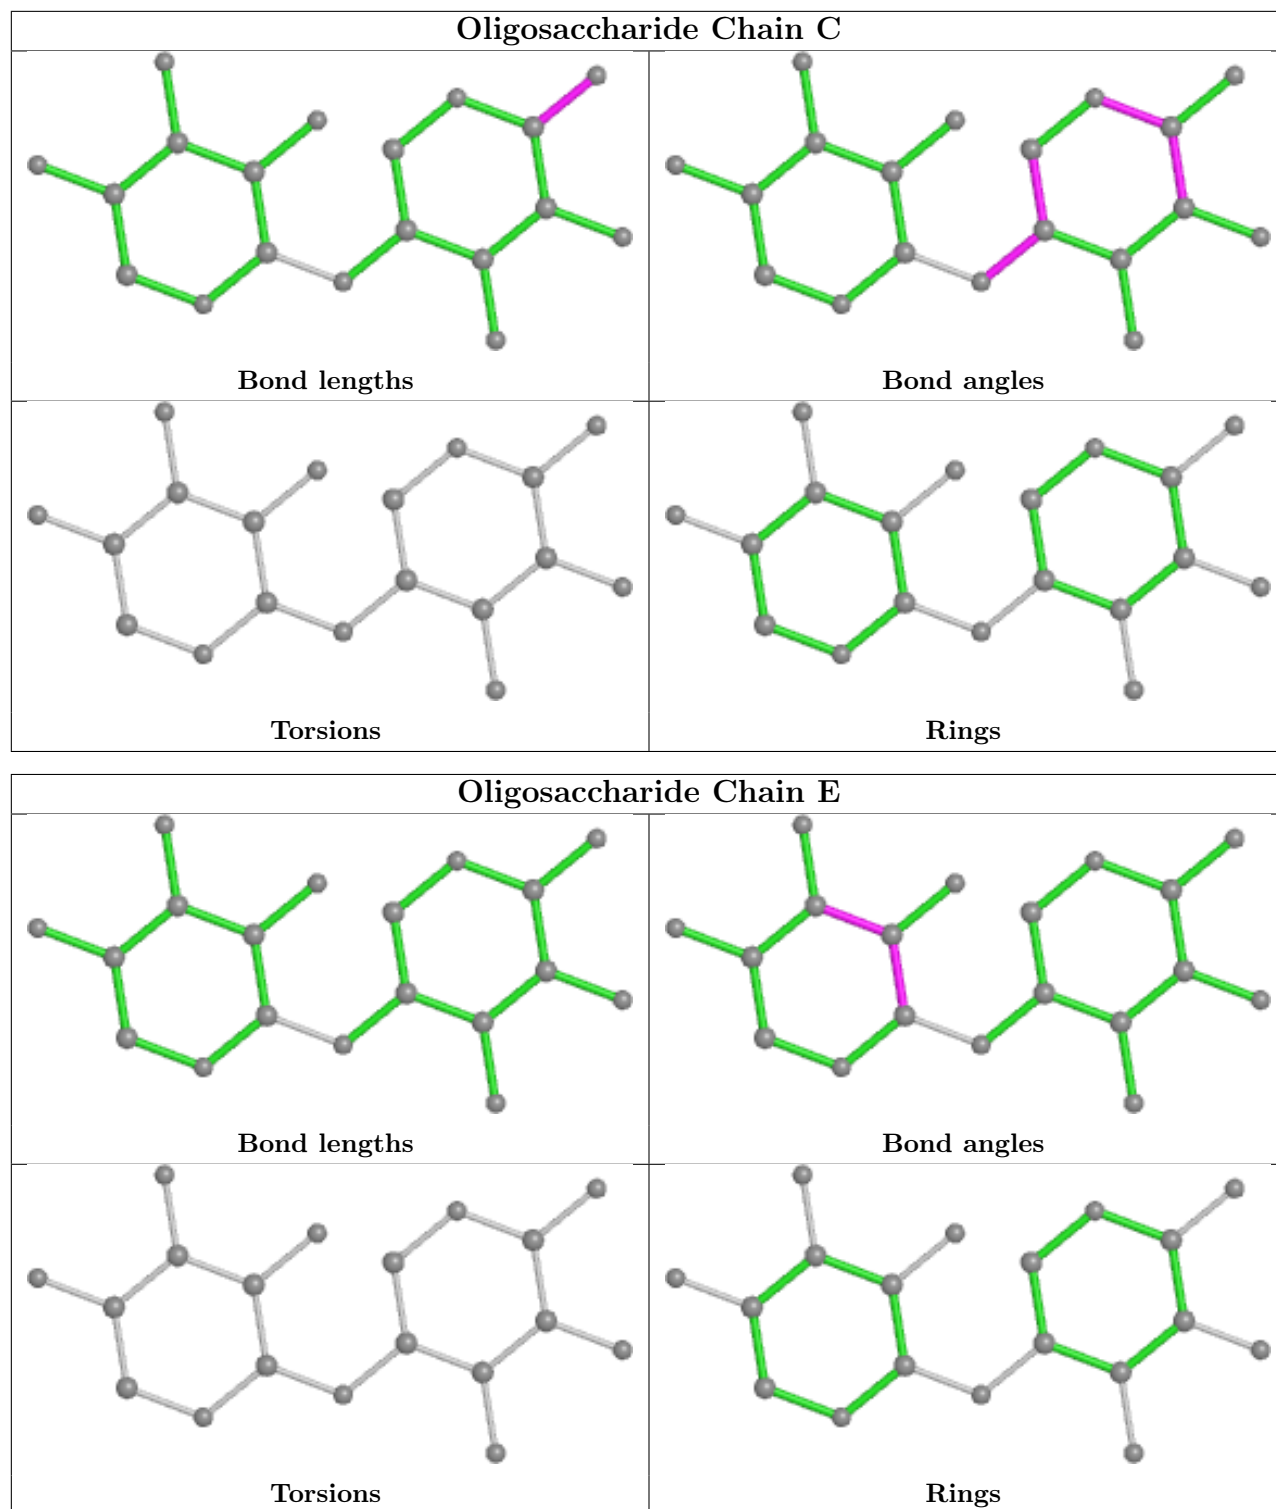 Oligosaccharide Chain C
Bond lengths
Bond angles
Torsions
Rings
Oligosaccharide Chain E
Bond lengths
Bond angles
Torsions
Rings